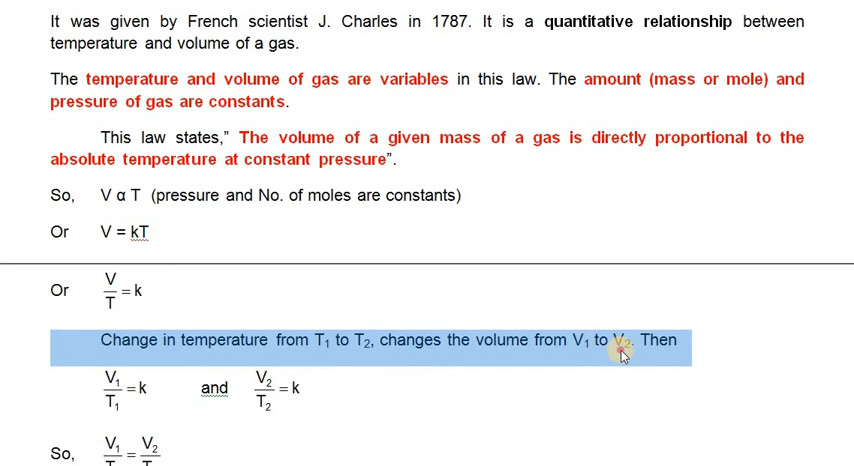 It was given by French scientist J. Charles in 1787. It is a quantitative relationship between
temperature and volume of a gas.
The temperature and volume of gas are variables in this law. The amount (mass or mole) and
pressure of gas are constants.
This law states,” The volume of a given mass of a gas is directly proportional to the
absolute temperature at constant pressure”.
So, V α T (pressure and No. of moles are constants)
Or V = kT
Or V/T = k
Change in temperature from T₁ to T₂, changes the volume from V₁ to V₂. Then
V₁/T₁ = k and V₂/T₂ = k
So, V₁/T = V₂/T